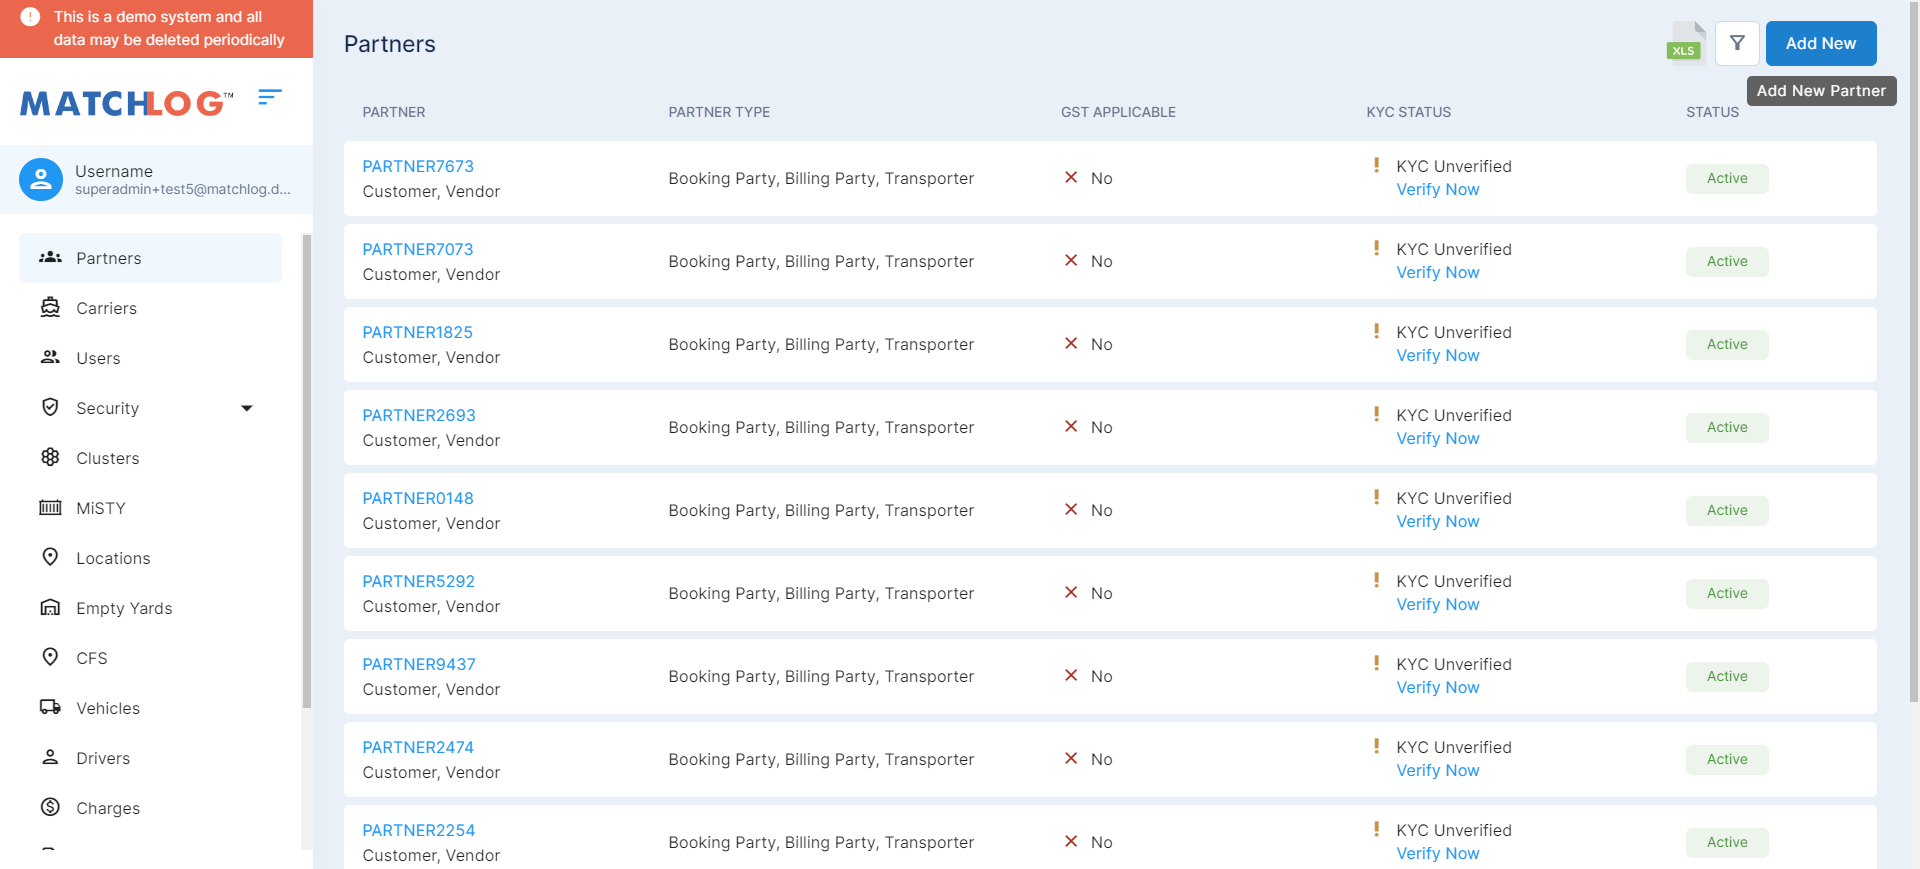 This is a demo system and all
data may be deleted periodically
MATCHLOG™
Username
superadmin+test5@matchlog.d...
Partners
Carriers
Users
Security
Clusters
MiSTY
Locations
Empty Yards
CFS
Vehicles
Drivers
Charges
Partners
XLS
Add New
Add New Partner
PARTNER PARTNER TYPE GST APPLICABLE KYC STATUS STATUS
PARTNER7673
Customer, Vendor
Booking Party, Billing Party, Transporter
No
KYC Unverified
Verify Now
Active
PARTNER7073
Customer, Vendor
Booking Party, Billing Party, Transporter
No
KYC Unverified
Verify Now
Active
PARTNER1825
Customer, Vendor
Booking Party, Billing Party, Transporter
No
KYC Unverified
Verify Now
Active
PARTNER2693
Customer, Vendor
Booking Party, Billing Party, Transporter
No
KYC Unverified
Verify Now
Active
PARTNER0148
Customer, Vendor
Booking Party, Billing Party, Transporter
No
KYC Unverified
Verify Now
Active
PARTNER5292
Customer, Vendor
Booking Party, Billing Party, Transporter
No
KYC Unverified
Verify Now
Active
PARTNER9437
Customer, Vendor
Booking Party, Billing Party, Transporter
No
KYC Unverified
Verify Now
Active
PARTNER2474
Customer, Vendor
Booking Party, Billing Party, Transporter
No
KYC Unverified
Verify Now
Active
PARTNER2254
Customer, Vendor
Booking Party, Billing Party, Transporter
No
KYC Unverified
Verify Now
Active